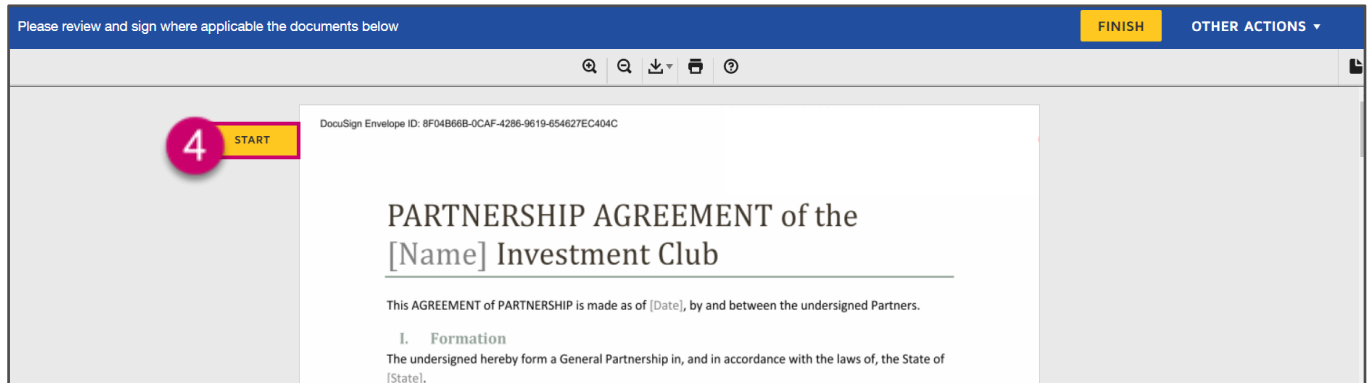 Please review and sign where applicable the documents below
FINISH
OTHER ACTIONS
4
START
DocuSign Envelope ID: 8F04B66B-0CAF-4286-9619-654627EC404C
PARTNERSHIP AGREEMENT of the
[Name] Investment Club
This AGREEMENT of PARTNERSHIP is made as of [Date], by and between the undersigned Partners.
I. Formation
The undersigned hereby form a General Partnership in, and in accordance with the laws of, the State of
[State].